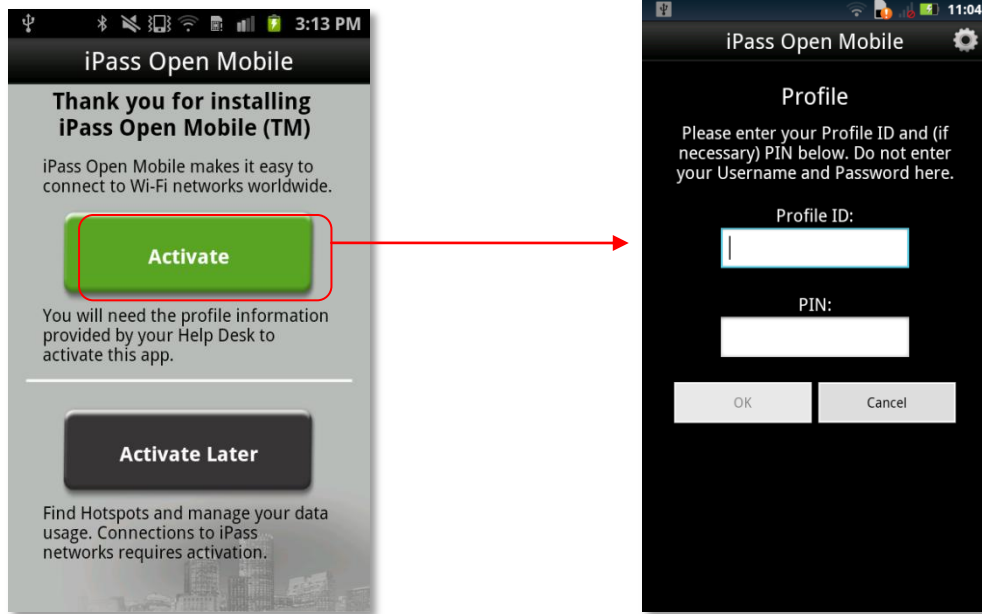 3:13 PM
iPass Open Mobile
Thank you for installing
iPass Open Mobile (TM)
iPass Open Mobile makes it easy to
connect to Wi-Fi networks worldwide.
Activate
You will need the profile information
provided by your Help Desk to
activate this app.
Activate Later
Find Hotspots and manage your data
usage. Connections to iPass
networks requires activation.
11:04
iPass Open Mobile
Profile
Please enter your Profile ID and (if
necessary) PIN below. Do not enter
your Username and Password here.
Profile ID:
PIN:
OK
Cancel